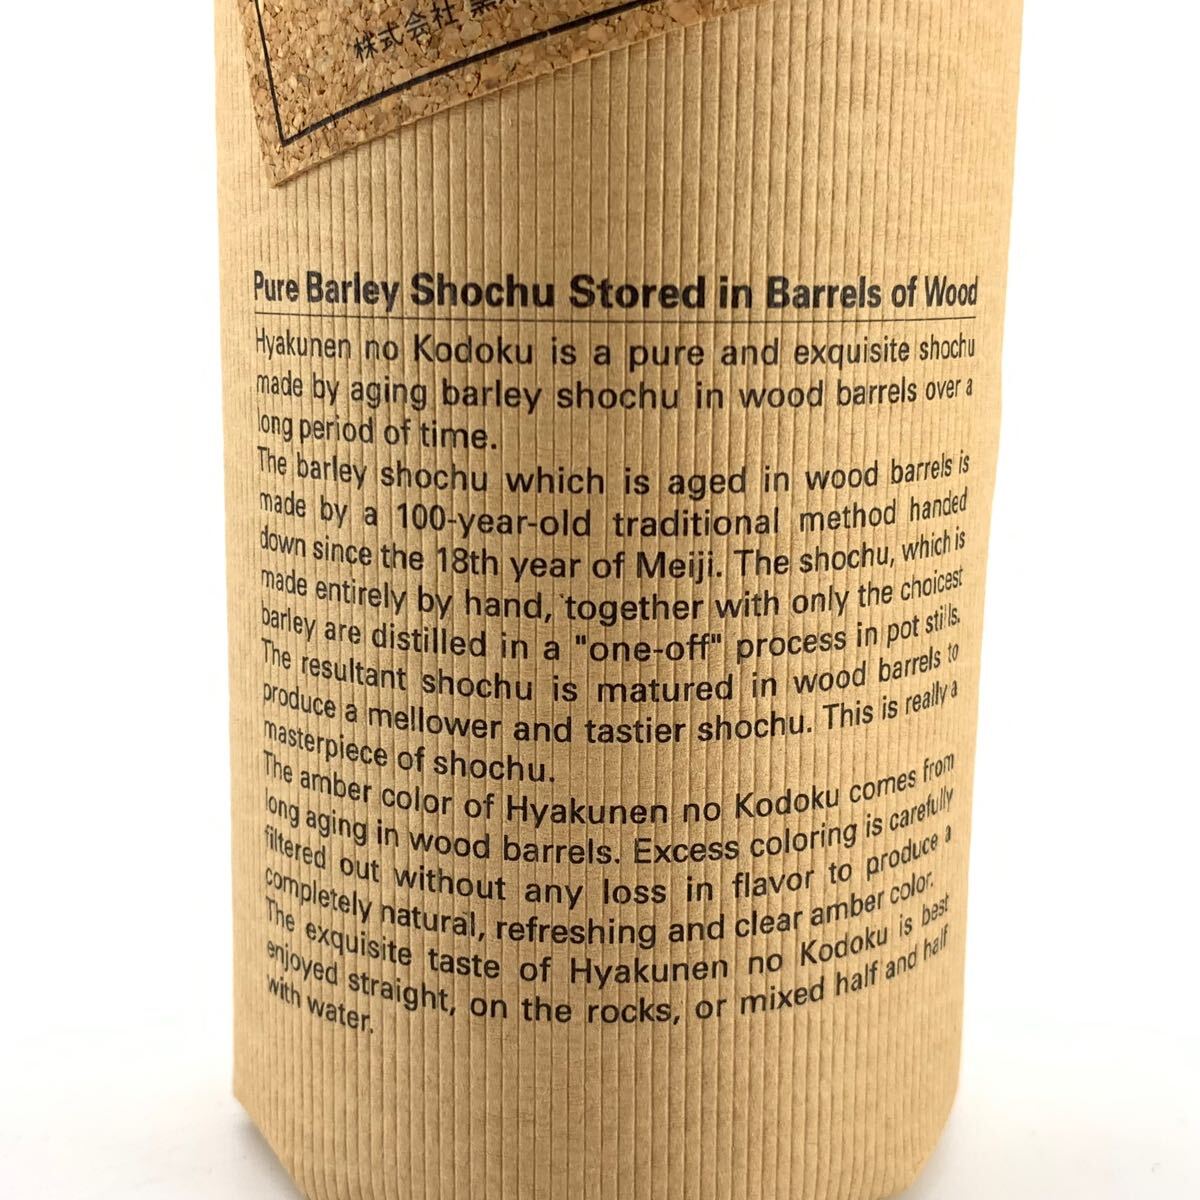 株式会社 黒木
Pure Barley Shochu Stored in Barrels of Wood
Hyakunen no Kodoku is a pure and exquisite shochu
made by aging barley shochu in wood barrels over a
long period of time.
The barley shochu which is aged in wood barrels is
made by a 100-year-old traditional method handed
down since the 18th year of Meiji. The shochu, which is
made entirely by hand, together with only the choicest
barley are distilled in a "one-off" process in pot stills.
The resultant shochu is matured in wood barrels to
produce a mellower and tastier shochu. This is really a
masterpiece of shochu.
The amber color of Hyakunen no Kodoku comes from
long aging in wood barrels. Excess coloring is carefully
filtered out without any loss in flavor to produce a
completely natural, refreshing and clear amber color.
The exquisite taste of Hyakunen no Kodoku is best
enjoyed straight, on the rocks, or mixed half and half
with water.